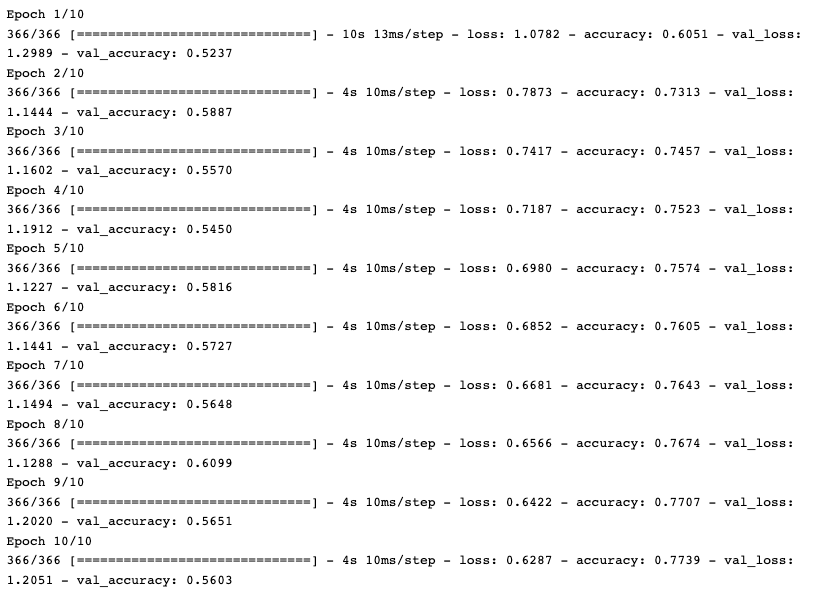 Epoch 1/10
366/366 [==============================] - 10s 13ms/step - loss: 1.0782 - accuracy: 0.6051 - val_loss:
1.2989 - val_accuracy: 0.5237
Epoch 2/10
366/366 [==============================] - 4s 10ms/step - loss: 0.7873 - accuracy: 0.7313 - val_loss:
1.1444 - val_accuracy: 0.5887
Epoch 3/10
366/366 [==============================] - 4s 10ms/step - loss: 0.7417 - accuracy: 0.7457 - val_loss:
1.1602 - val_accuracy: 0.5570
Epoch 4/10
366/366 [==============================] - 4s 10ms/step - loss: 0.7187 - accuracy: 0.7523 - val_loss:
1.1912 - val_accuracy: 0.5450
Epoch 5/10
366/366 [==============================] - 4s 10ms/step - loss: 0.6980 - accuracy: 0.7574 - val_loss:
1.1227 - val_accuracy: 0.5816
Epoch 6/10
366/366 [==============================] - 4s 10ms/step - loss: 0.6852 - accuracy: 0.7605 - val_loss:
1.1441 - val_accuracy: 0.5727
Epoch 7/10
366/366 [==============================] - 4s 10ms/step - loss: 0.6681 - accuracy: 0.7643 - val_loss:
1.1494 - val_accuracy: 0.5648
Epoch 8/10
366/366 [==============================] - 4s 10ms/step - loss: 0.6566 - accuracy: 0.7674 - val_loss:
1.1288 - val_accuracy: 0.6099
Epoch 9/10
366/366 [==============================] - 4s 10ms/step - loss: 0.6422 - accuracy: 0.7707 - val_loss:
1.2020 - val_accuracy: 0.5651
Epoch 10/10
366/366 [==============================] - 4s 10ms/step - loss: 0.6287 - accuracy: 0.7739 - val_loss:
1.2051 - val_accuracy: 0.5603